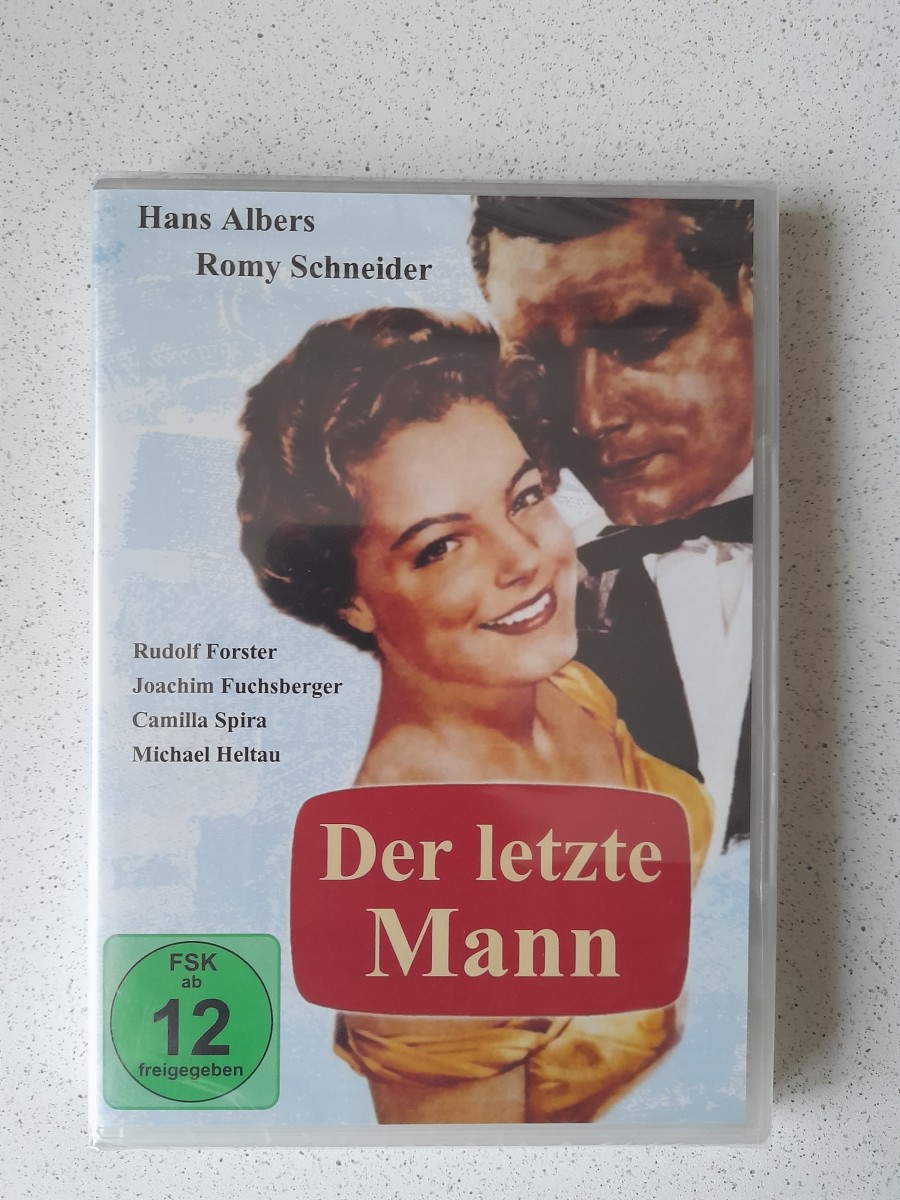 Hans Albers
Romy Schneider
Rudolf Forster
Joachim Fuchsberger
Camilla Spira
Michael Heltau
Der letzte
Mann
FSK
ab
12
freigegeben